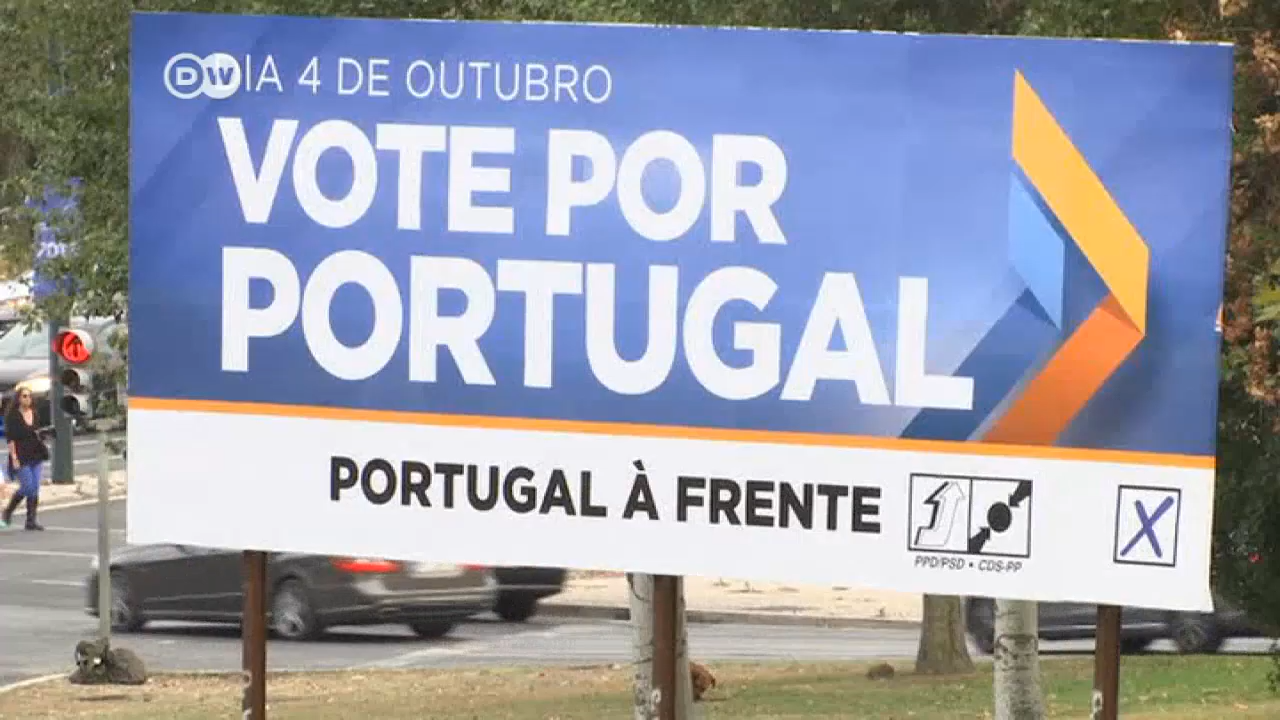 DW
DIA 4 DE OUTUBRO
VOTE POR
PORTUGAL
PORTUGAL À FRENTE
PPD/PSD • CDS-PP
X